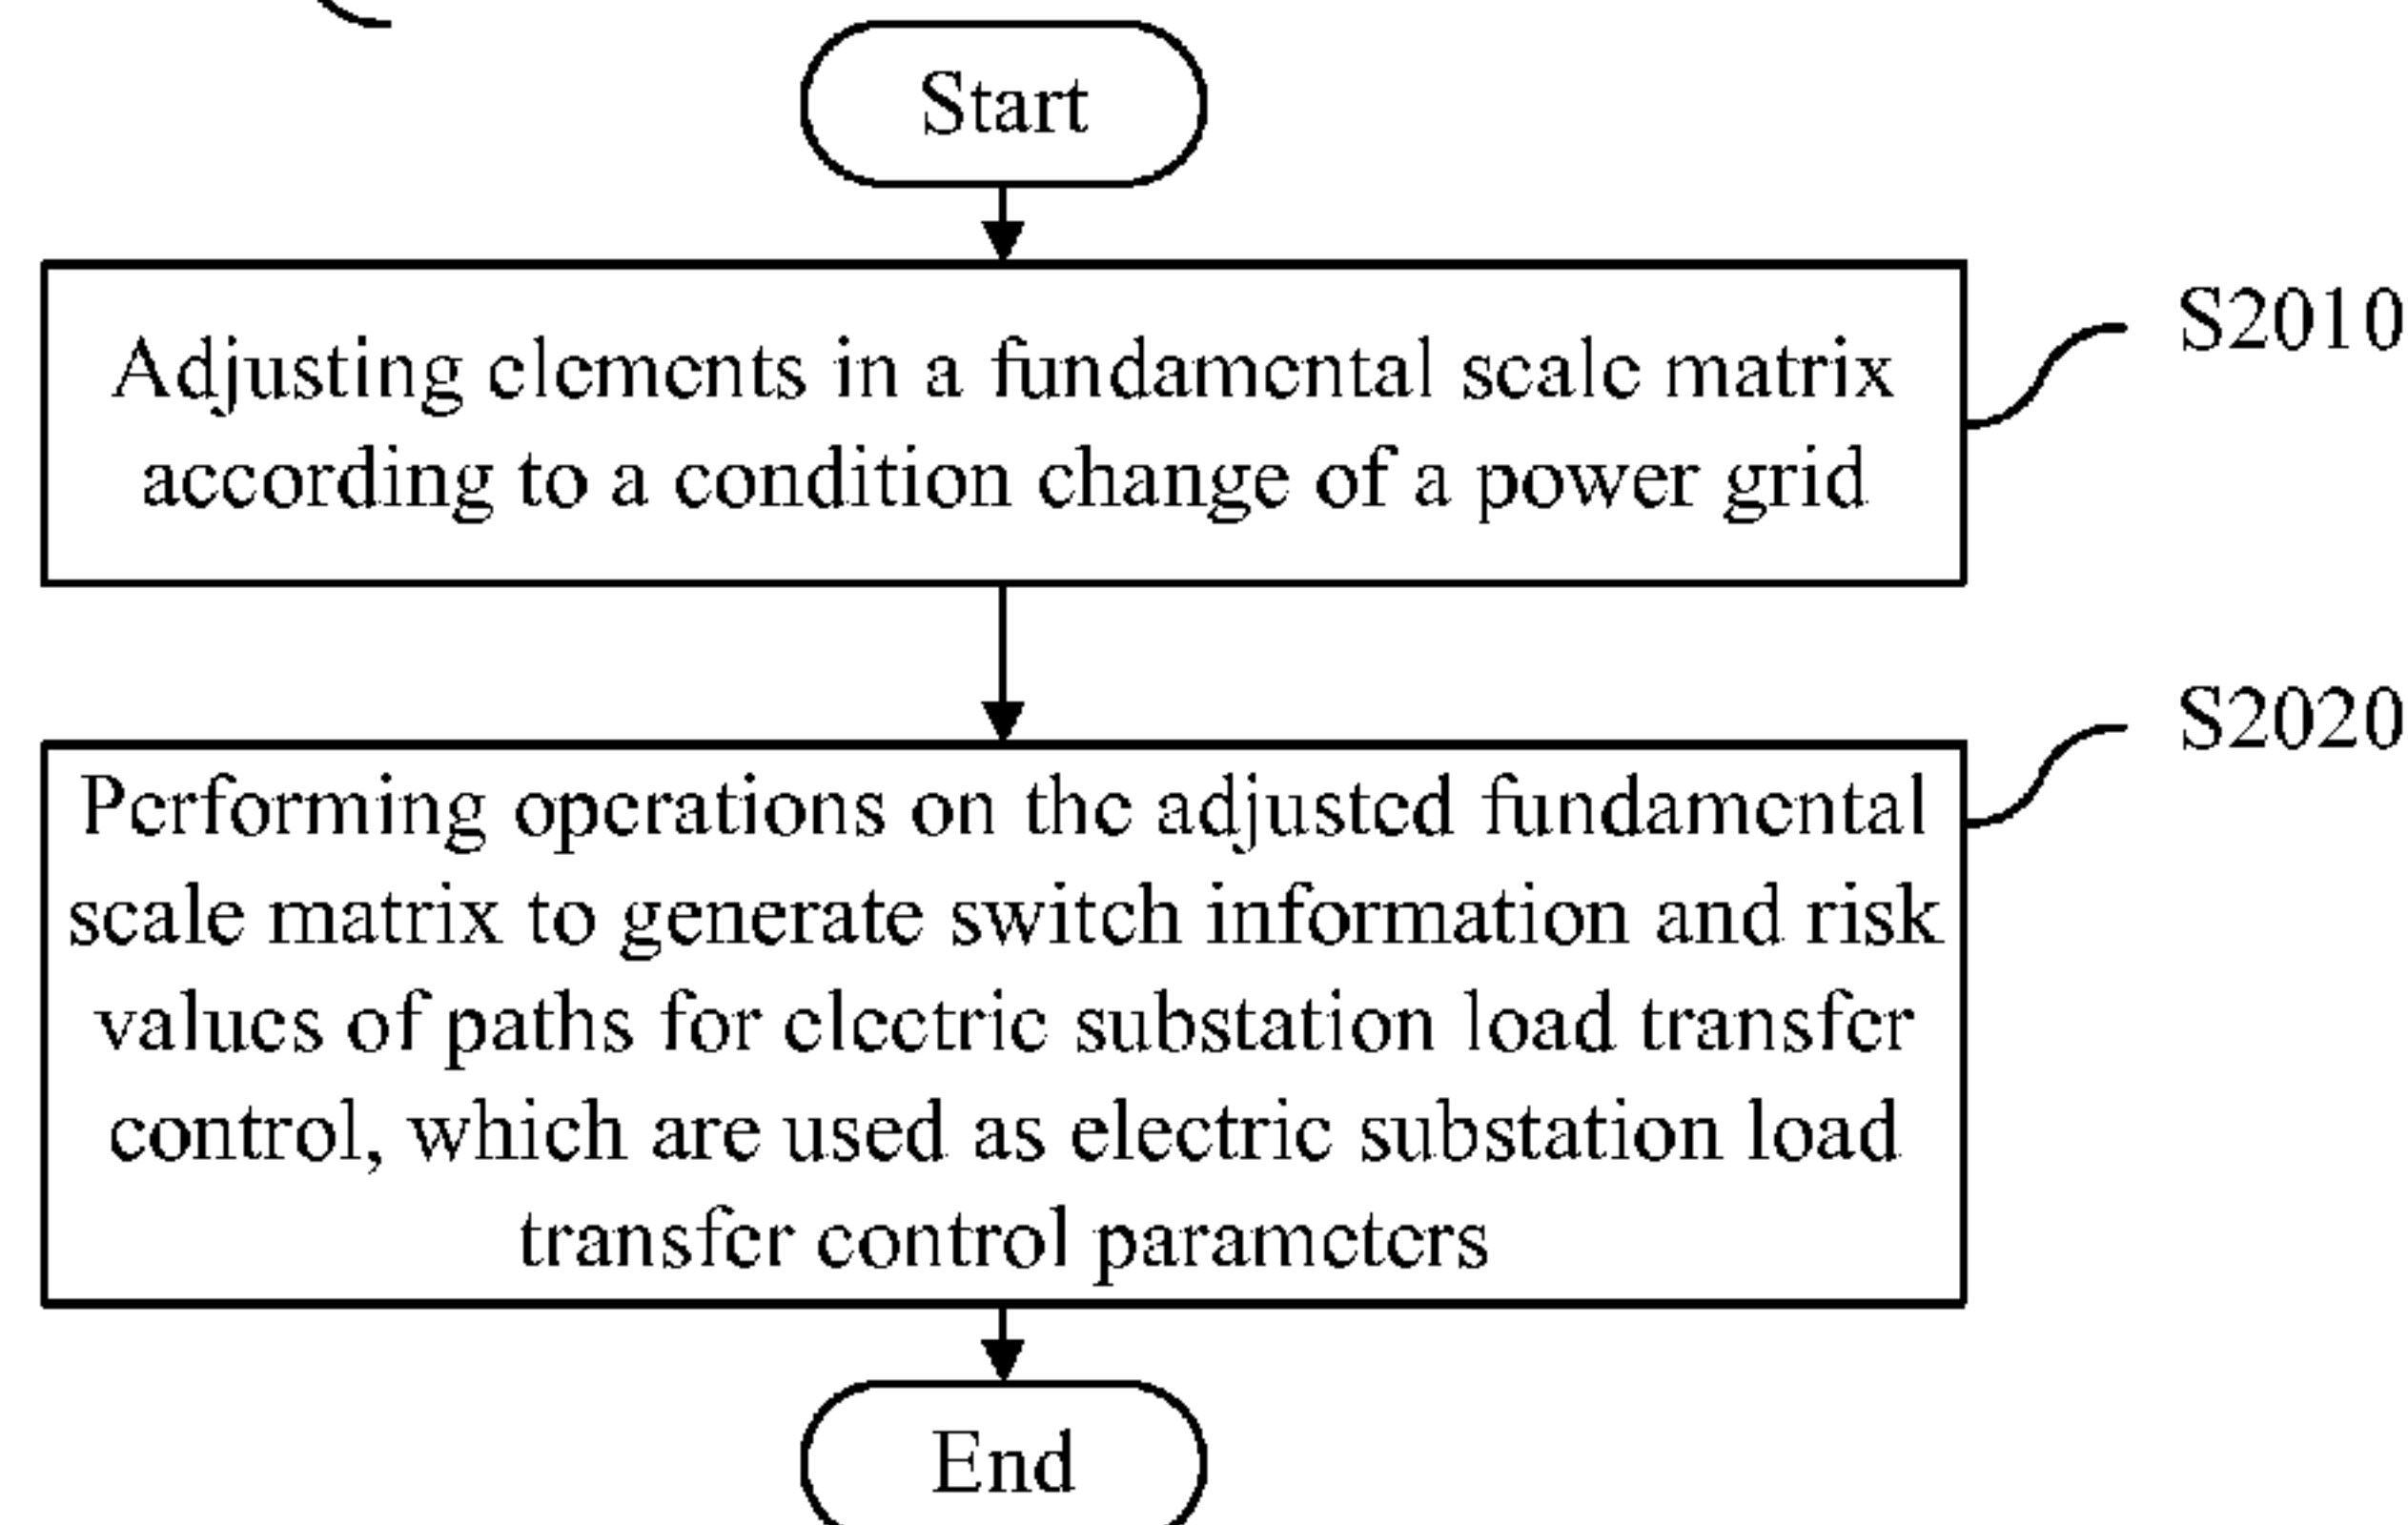 Start
Adjusting elements in a fundamental scale matrix
S2010
according to a condition change of a power grid
S2020
Performing operations on the adjusted fundamental
scale matrix to generate switch information and risk
values of paths for electric substation load transfer
control, which are used as electric substation load
transfer control parameters
End